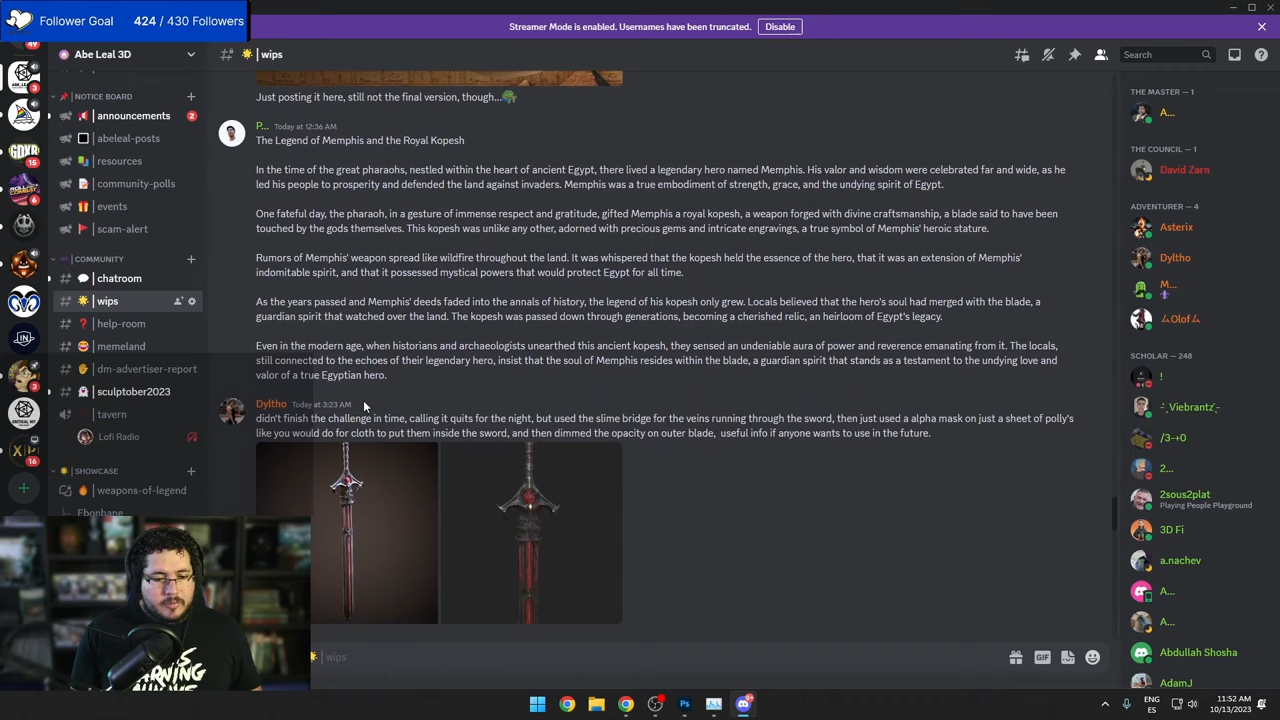 Follower Goal 424 / 430 Followers
Streamer Mode is enabled. Usernames have been truncated. Disable
49
3
15
6
3
16
Abe Leal 3D
NOTICE BOARD
announcements 2
abeleal-posts
resources
community-polls
events
scam-alert
COMMUNITY
chatroom
wips
help-room
memeland
dm-advertiser-report
sculptober2023
tavern
Lofi Radio
SHOWCASE
weapons-of-legend
Ebonbane
wips
Search
Just posting it here, still not the final version, though...
P... Today at 12:36 AM
The Legend of Memphis and the Royal Kopesh
In the time of the great pharaohs, nestled within the heart of ancient Egypt, there lived a legendary hero named Memphis. His valor and wisdom were celebrated far and wide, as he
led his people to prosperity and defended the land against invaders. Memphis was a true embodiment of strength, grace, and the undying spirit of Egypt.
One fateful day, the pharaoh, in a gesture of immense respect and gratitude, gifted Memphis a royal kopesh, a weapon forged with divine craftsmanship, a blade said to have been
touched by the gods themselves. This kopesh was unlike any other, adorned with precious gems and intricate engravings, a true symbol of Memphis' heroic stature.
Rumors of Memphis' weapon spread like wildfire throughout the land. It was whispered that the kopesh held the essence of the hero, that it was an extension of Memphis'
indomitable spirit, and that it possessed mystical powers that would protect Egypt for all time.
As the years passed and Memphis' deeds faded into the annals of history, the legend of his kopesh only grew. Locals believed that the hero's soul had merged with the blade, a
guardian spirit that watched over the land. The kopesh was passed down through generations, becoming a cherished relic, an heirloom of Egypt's legacy.
Even in the modern age, when historians and archaeologists unearthed this ancient kopesh, they sensed an undeniable aura of power and reverence emanating from it. The locals,
still connected to the echoes of their legendary hero, insist that the soul of Memphis resides within the blade, a guardian spirit that stands as a testament to the undying love and
valor of a true Egyptian hero.
Dyltho Today at 3:23 AM
didn't finish the challenge in time, calling it quits for the night, but used the slime bridge for the veins running through the sword, then just used a alpha mask on just a sheet of polly's
like you would do for cloth to put them inside the sword, and then dimmed the opacity on outer blade, useful info if anyone wants to use in the future.
wips
GIF
THE MASTER — 1
A...
THE COUNCIL — 1
David Zarn
ADVENTURER — 4
Asterix
Dyltho
M...
ムOlofム
SCHOLAR — 248
!
-̗̀Viebrantz ̖́-
/3-+0
2...
2sous2plat
Playing People Playground
3D Fi
a.nachev
A...
A...
Abdullah Shosha
AdamJ
Ps
9+
ENG
ES
11:52 AM
10/13/2023